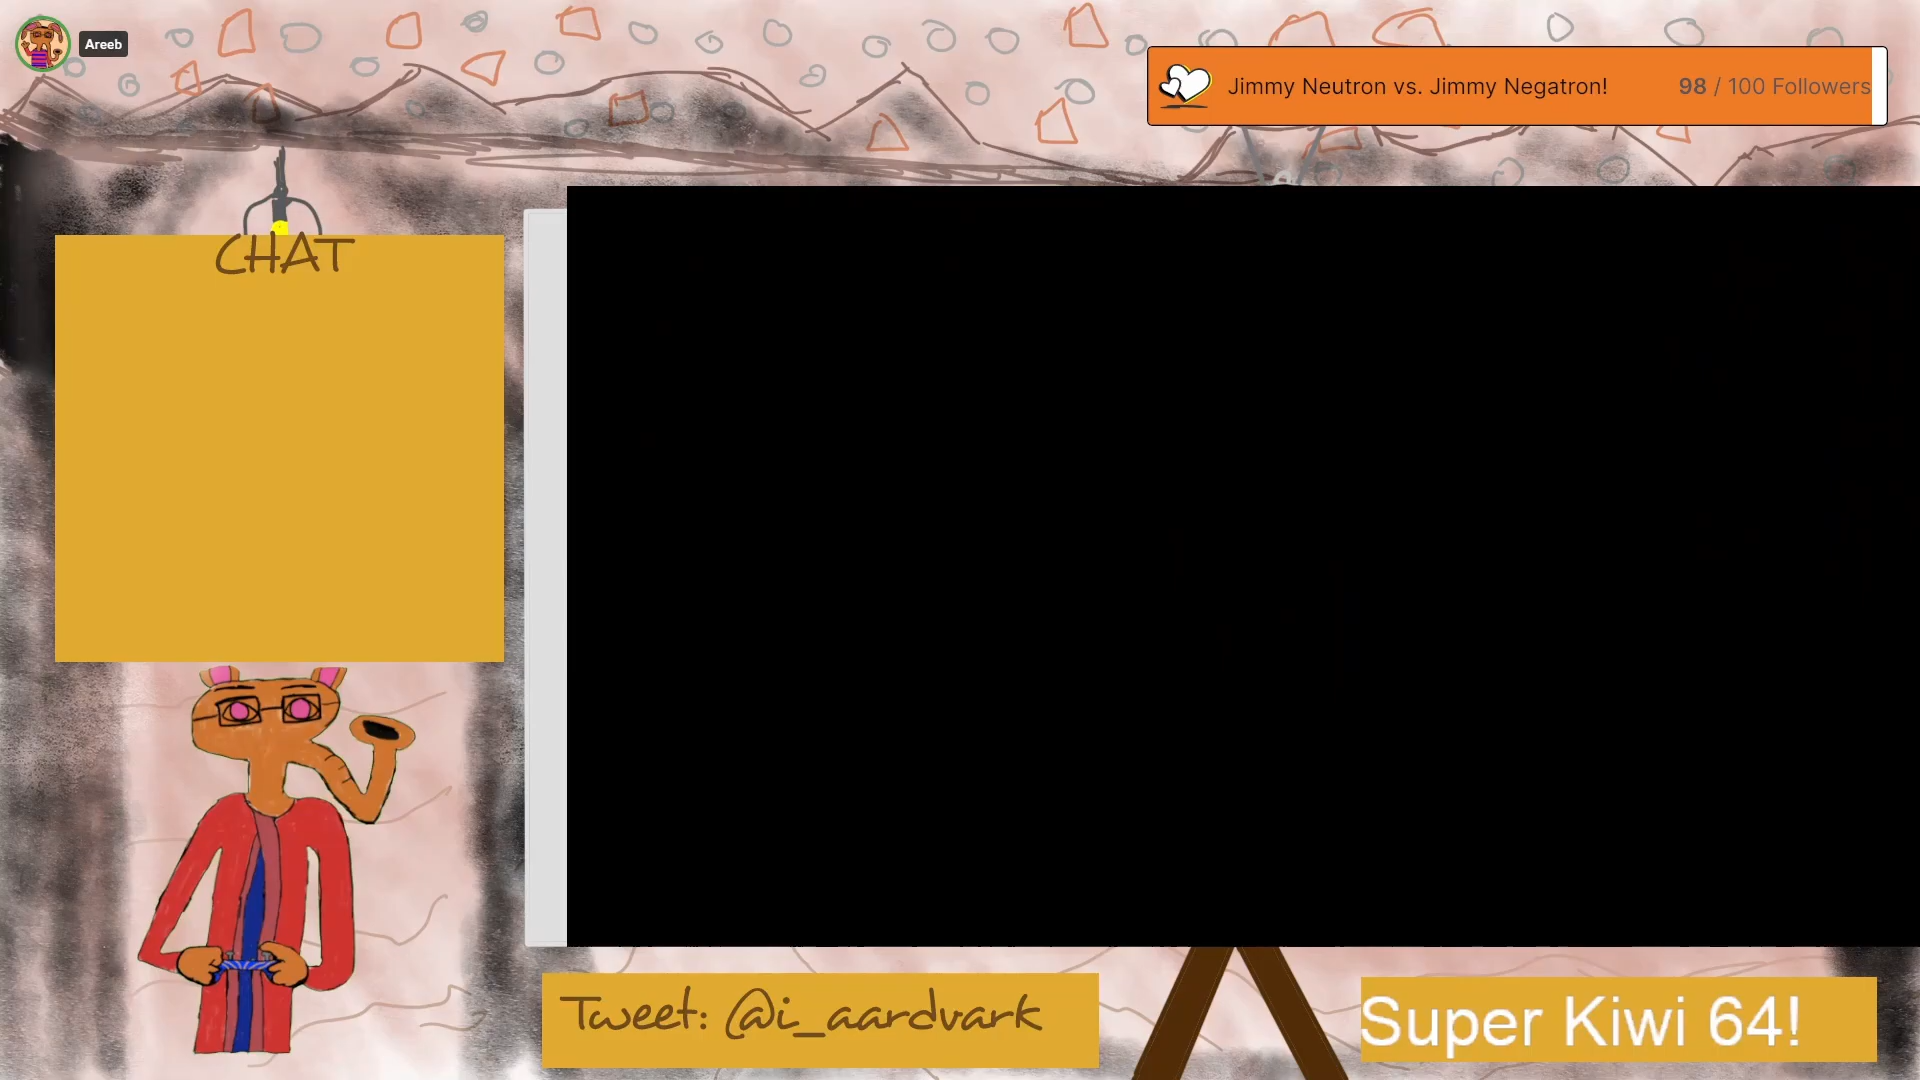 Areeb
Jimmy Neutron vs. Jimmy Negatron! 98 / 100 Followers
CHAT
Tweet: @i_aardvark
Super Kiwi 64!